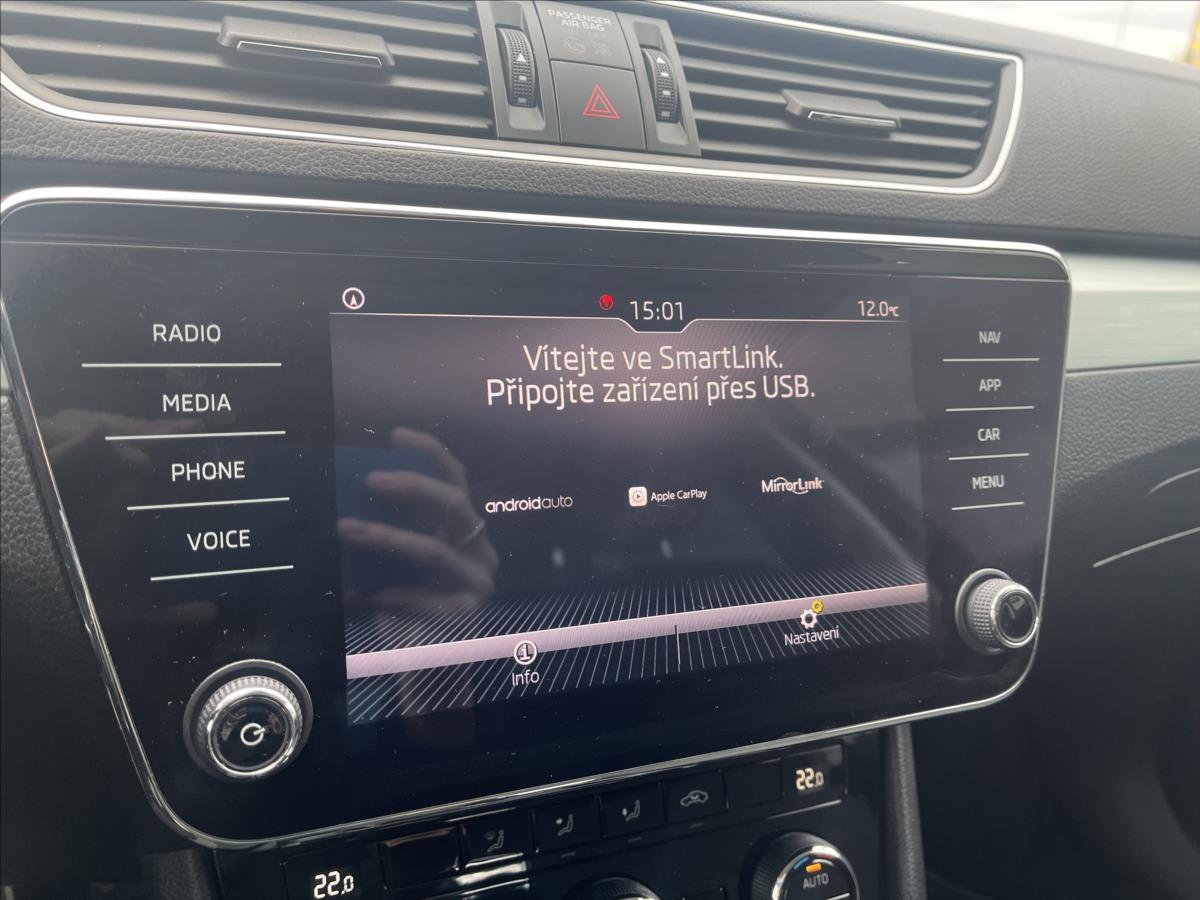 PASSENGER
AIR BAG
15:01
12.0°C
Vítejte ve SmartLink.
Připojte zařízení přes USB.
androidauto
Apple CarPlay
MirrorLink
Info
Nastavení
RADIO
MEDIA
PHONE
VOICE
NAV
APP
CAR
MENU
22.0
22.0
AUTO